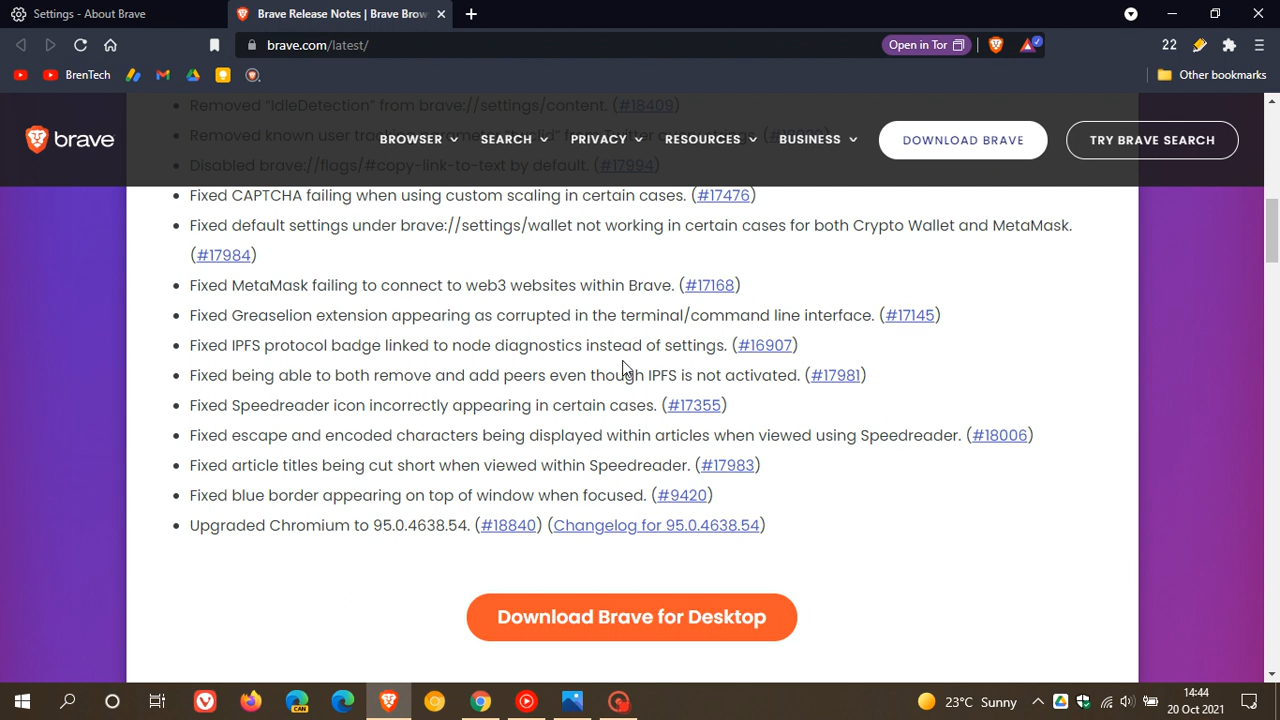 Settings - About Brave
Brave Release Notes | Brave Brow
brave.com/latest/
Open in Tor
22
BrenTech
Other bookmarks
Removed "IdleDetection" from brave://settings/content. (#18409)
brave
BROWSER
SEARCH
PRIVACY
RESOURCES
BUSINESS
DOWNLOAD BRAVE
TRY BRAVE SEARCH
Removed known user tracking parameter
Disabled brave://flags/#copy-link-to-text by default. (#17994)
Fixed CAPTCHA failing when using custom scaling in certain cases. (#17476)
Fixed default settings under brave://settings/wallet not working in certain cases for both Crypto Wallet and MetaMask.
(#17984)
Fixed MetaMask failing to connect to web3 websites within Brave. (#17168)
Fixed Greaselion extension appearing as corrupted in the terminal/command line interface. (#17145)
Fixed IPFS protocol badge linked to node diagnostics instead of settings. (#16907)
Fixed being able to both remove and add peers even though IPFS is not activated. (#17981)
Fixed Speedreader icon incorrectly appearing in certain cases. (#17355)
Fixed escape and encoded characters being displayed within articles when viewed using Speedreader. (#18006)
Fixed article titles being cut short when viewed within Speedreader. (#17983)
Fixed blue border appearing on top of window when focused. (#9420)
Upgraded Chromium to 95.0.4638.54. (#18840) (Changelog for 95.0.4638.54)
Download Brave for Desktop
CAN
23°C Sunny
14:44
20 Oct 2021